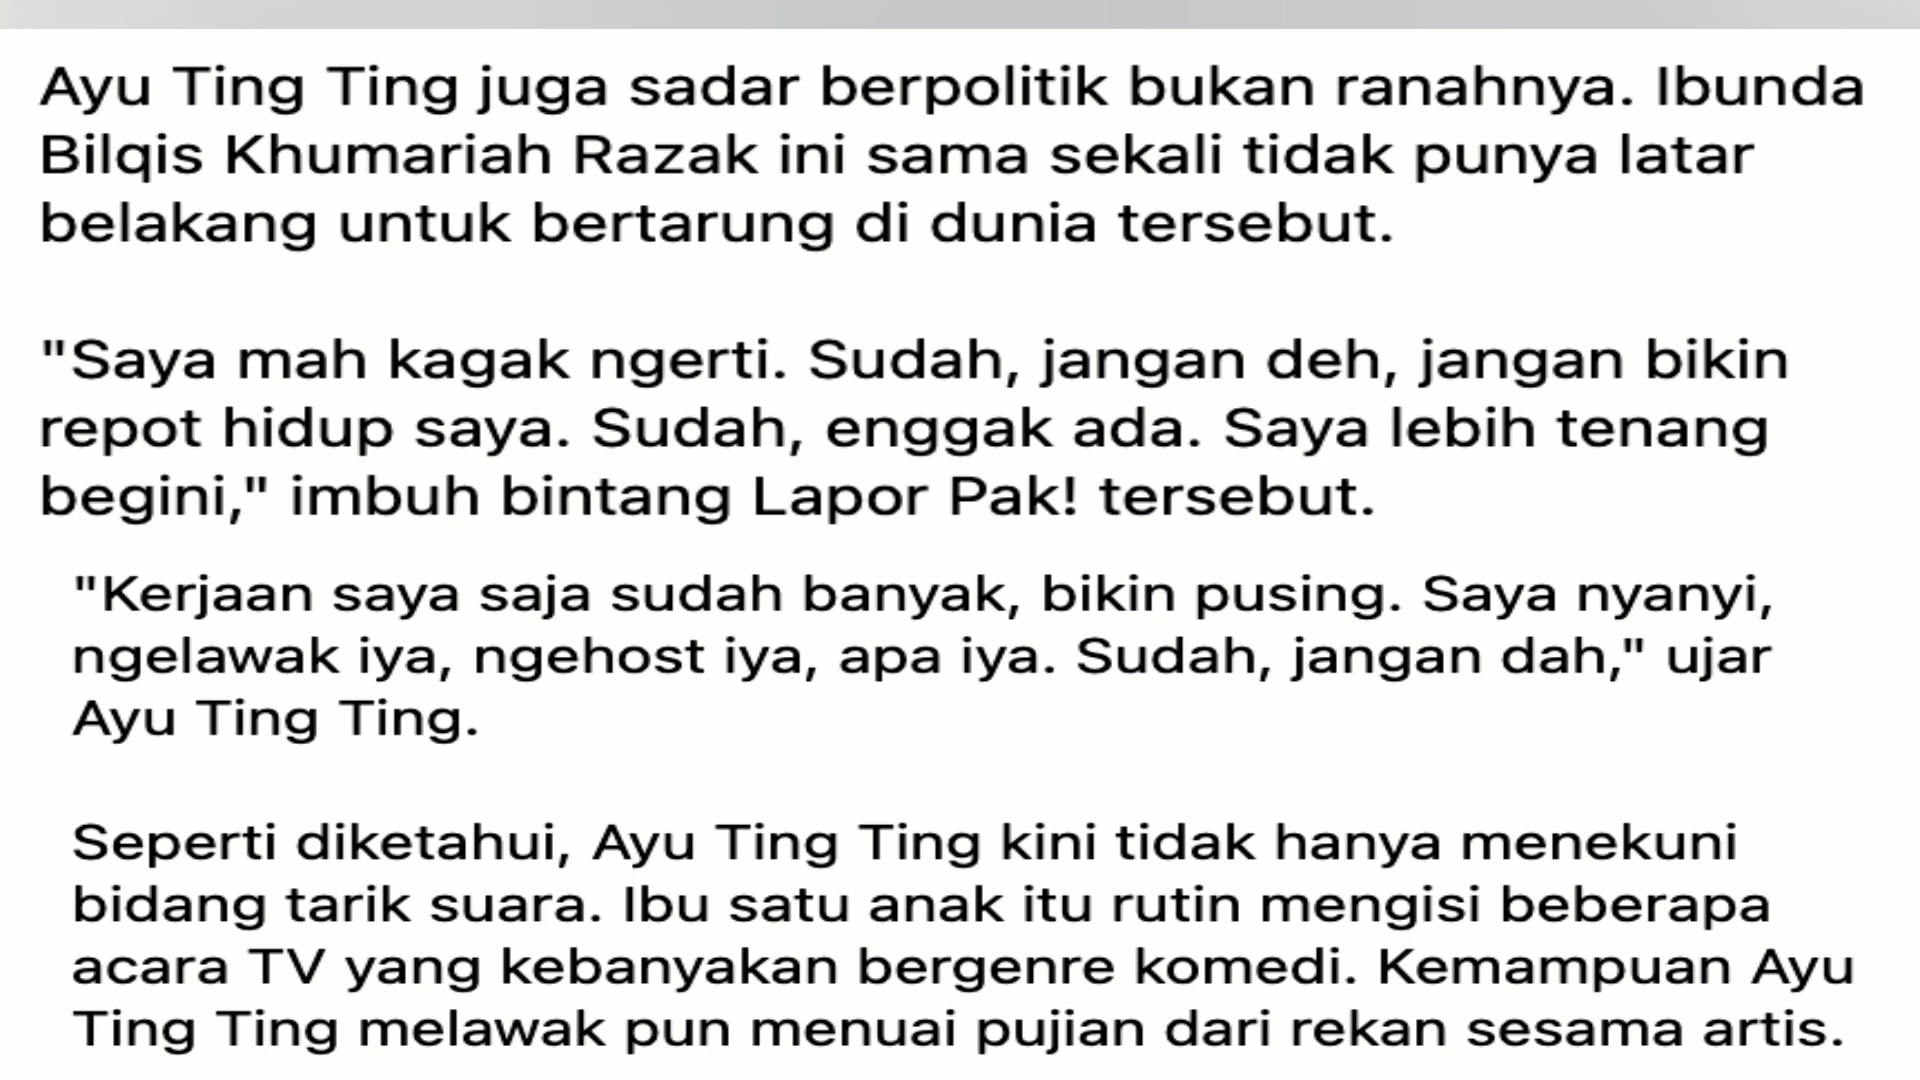 Ayu Ting Ting juga sadar berpolitik bukan ranahnya. Ibunda
Bilqis Khumariah Razak ini sama sekali tidak punya latar
belakang untuk bertarung di dunia tersebut.
"Saya mah kagak ngerti. Sudah, jangan deh, jangan bikin
repot hidup saya. Sudah, enggak ada. Saya lebih tenang
begini," imbuh bintang Lapor Pak! tersebut.
"Kerjaan saya saja sudah banyak, bikin pusing. Saya nyanyi,
ngelawak iya, ngehost iya, apa iya. Sudah, jangan dah," ujar
Ayu Ting Ting.
Seperti diketahui, Ayu Ting Ting kini tidak hanya menekuni
bidang tarik suara. Ibu satu anak itu rutin mengisi beberapa
acara TV yang kebanyakan bergenre komedi. Kemampuan Ayu
Ting Ting melawak pun menuai pujian dari rekan sesama artis.